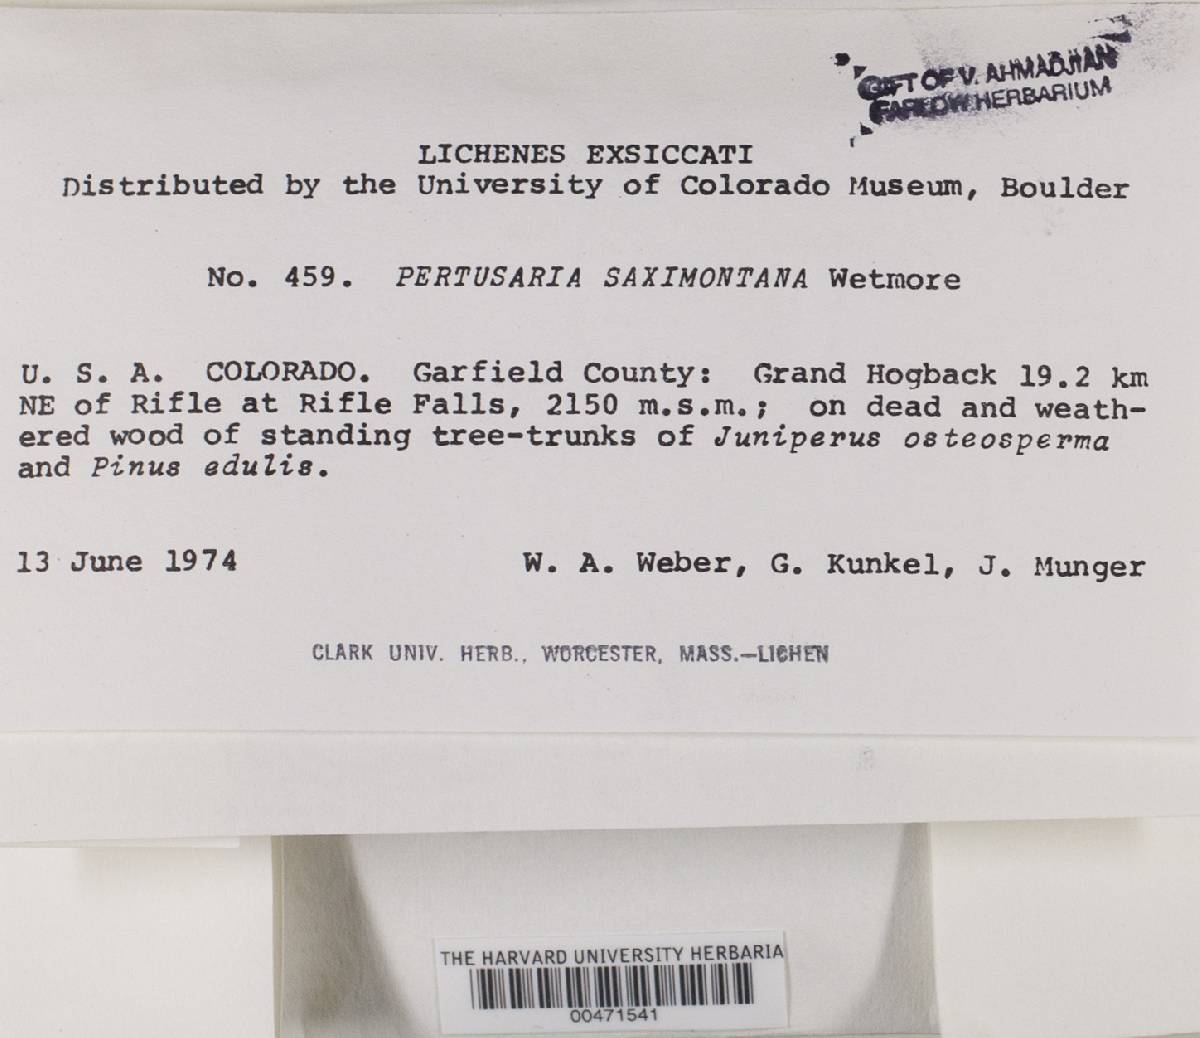 GIFT OF V. AHMADJIAN
FARLOW HERBARIUM
LICHENES EXSICCATI
Distributed by the University of Colorado Museum, Boulder
No. 459. PERTUSARIA SAXIMONTANA Wetmore
U. S. A. COLORADO. Garfield County: Grand Hogback 19.2 km
NE of Rifle at Rifle Falls, 2150 m.s.m.; on dead and weath-
ered wood of standing tree-trunks of Juniperus osteosperma
and Pinus edulis.
13 June 1974 W. A. Weber, G. Kunkel, J. Munger
CLARK UNIV. HERB., WORCESTER, MASS.—LICHEN
THE HARVARD UNIVERSITY HERBARIA
00471541